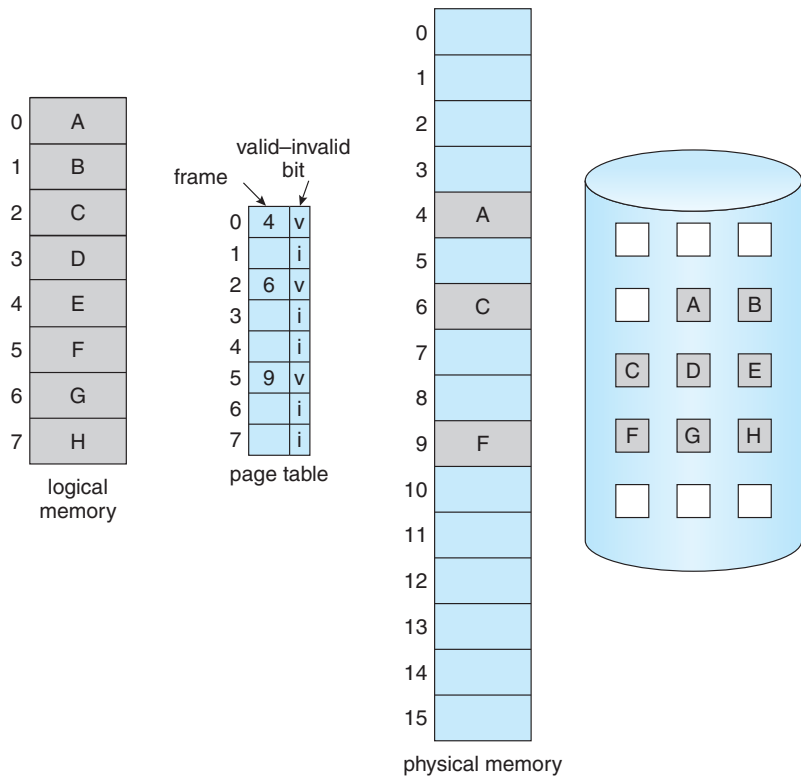 0 A
1 B
2 C
3 D
4 E
5 F
6 G
7 H
logical
memory
valid–invalid
bit
frame
0 4 v
1 i
2 6 v
3 i
4 i
5 9 v
6 i
7 i
page table
0
1
2
3
4 A
5
6 C
7
8
9 F
10
11
12
13
14
15
physical memory
A B
C D E
F G H